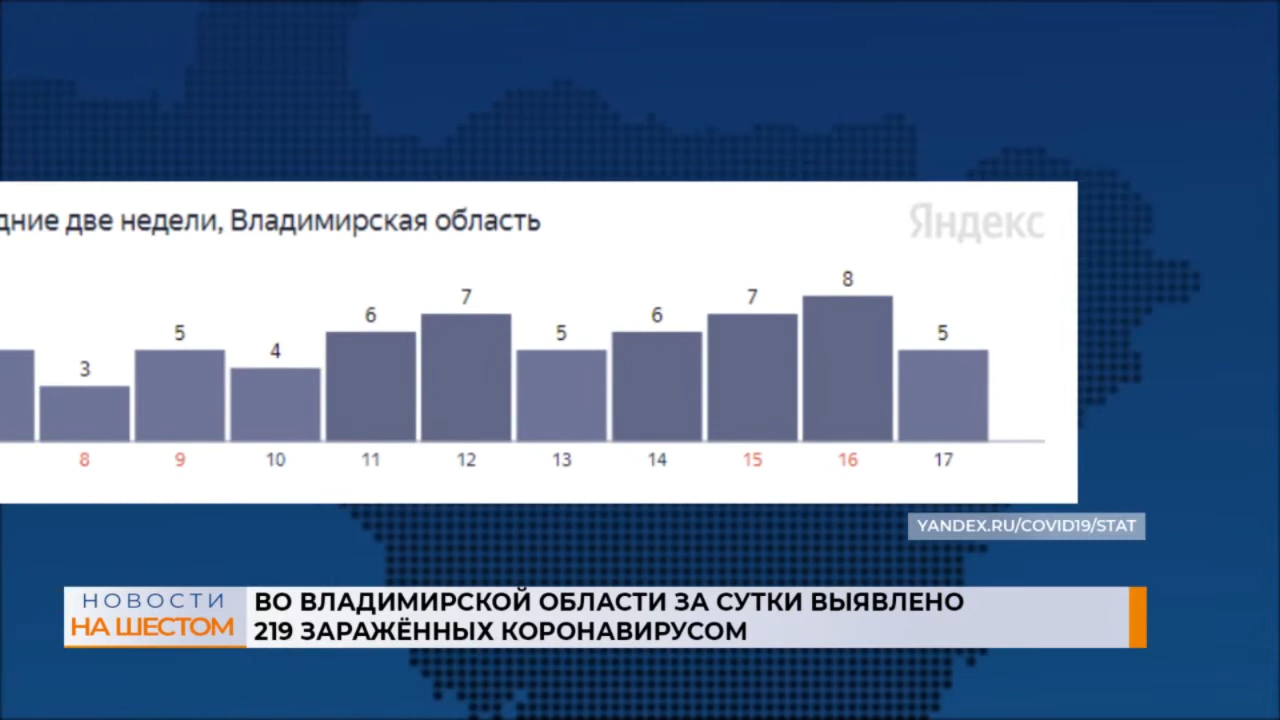 дние две недели, Владимирская область
Яндекс
3 5 4 6 7 5 6 7 8 5
8 9 10 11 12 13 14 15 16 17
YANDEX.RU/COVID19/STAT
НОВОСТИ
НА ШЕСТОМ
ВО ВЛАДИМИРСКОЙ ОБЛАСТИ ЗА СУТКИ ВЫЯВЛЕНО
219 ЗАРАЖЁННЫХ КОРОНАВИРУСОМ